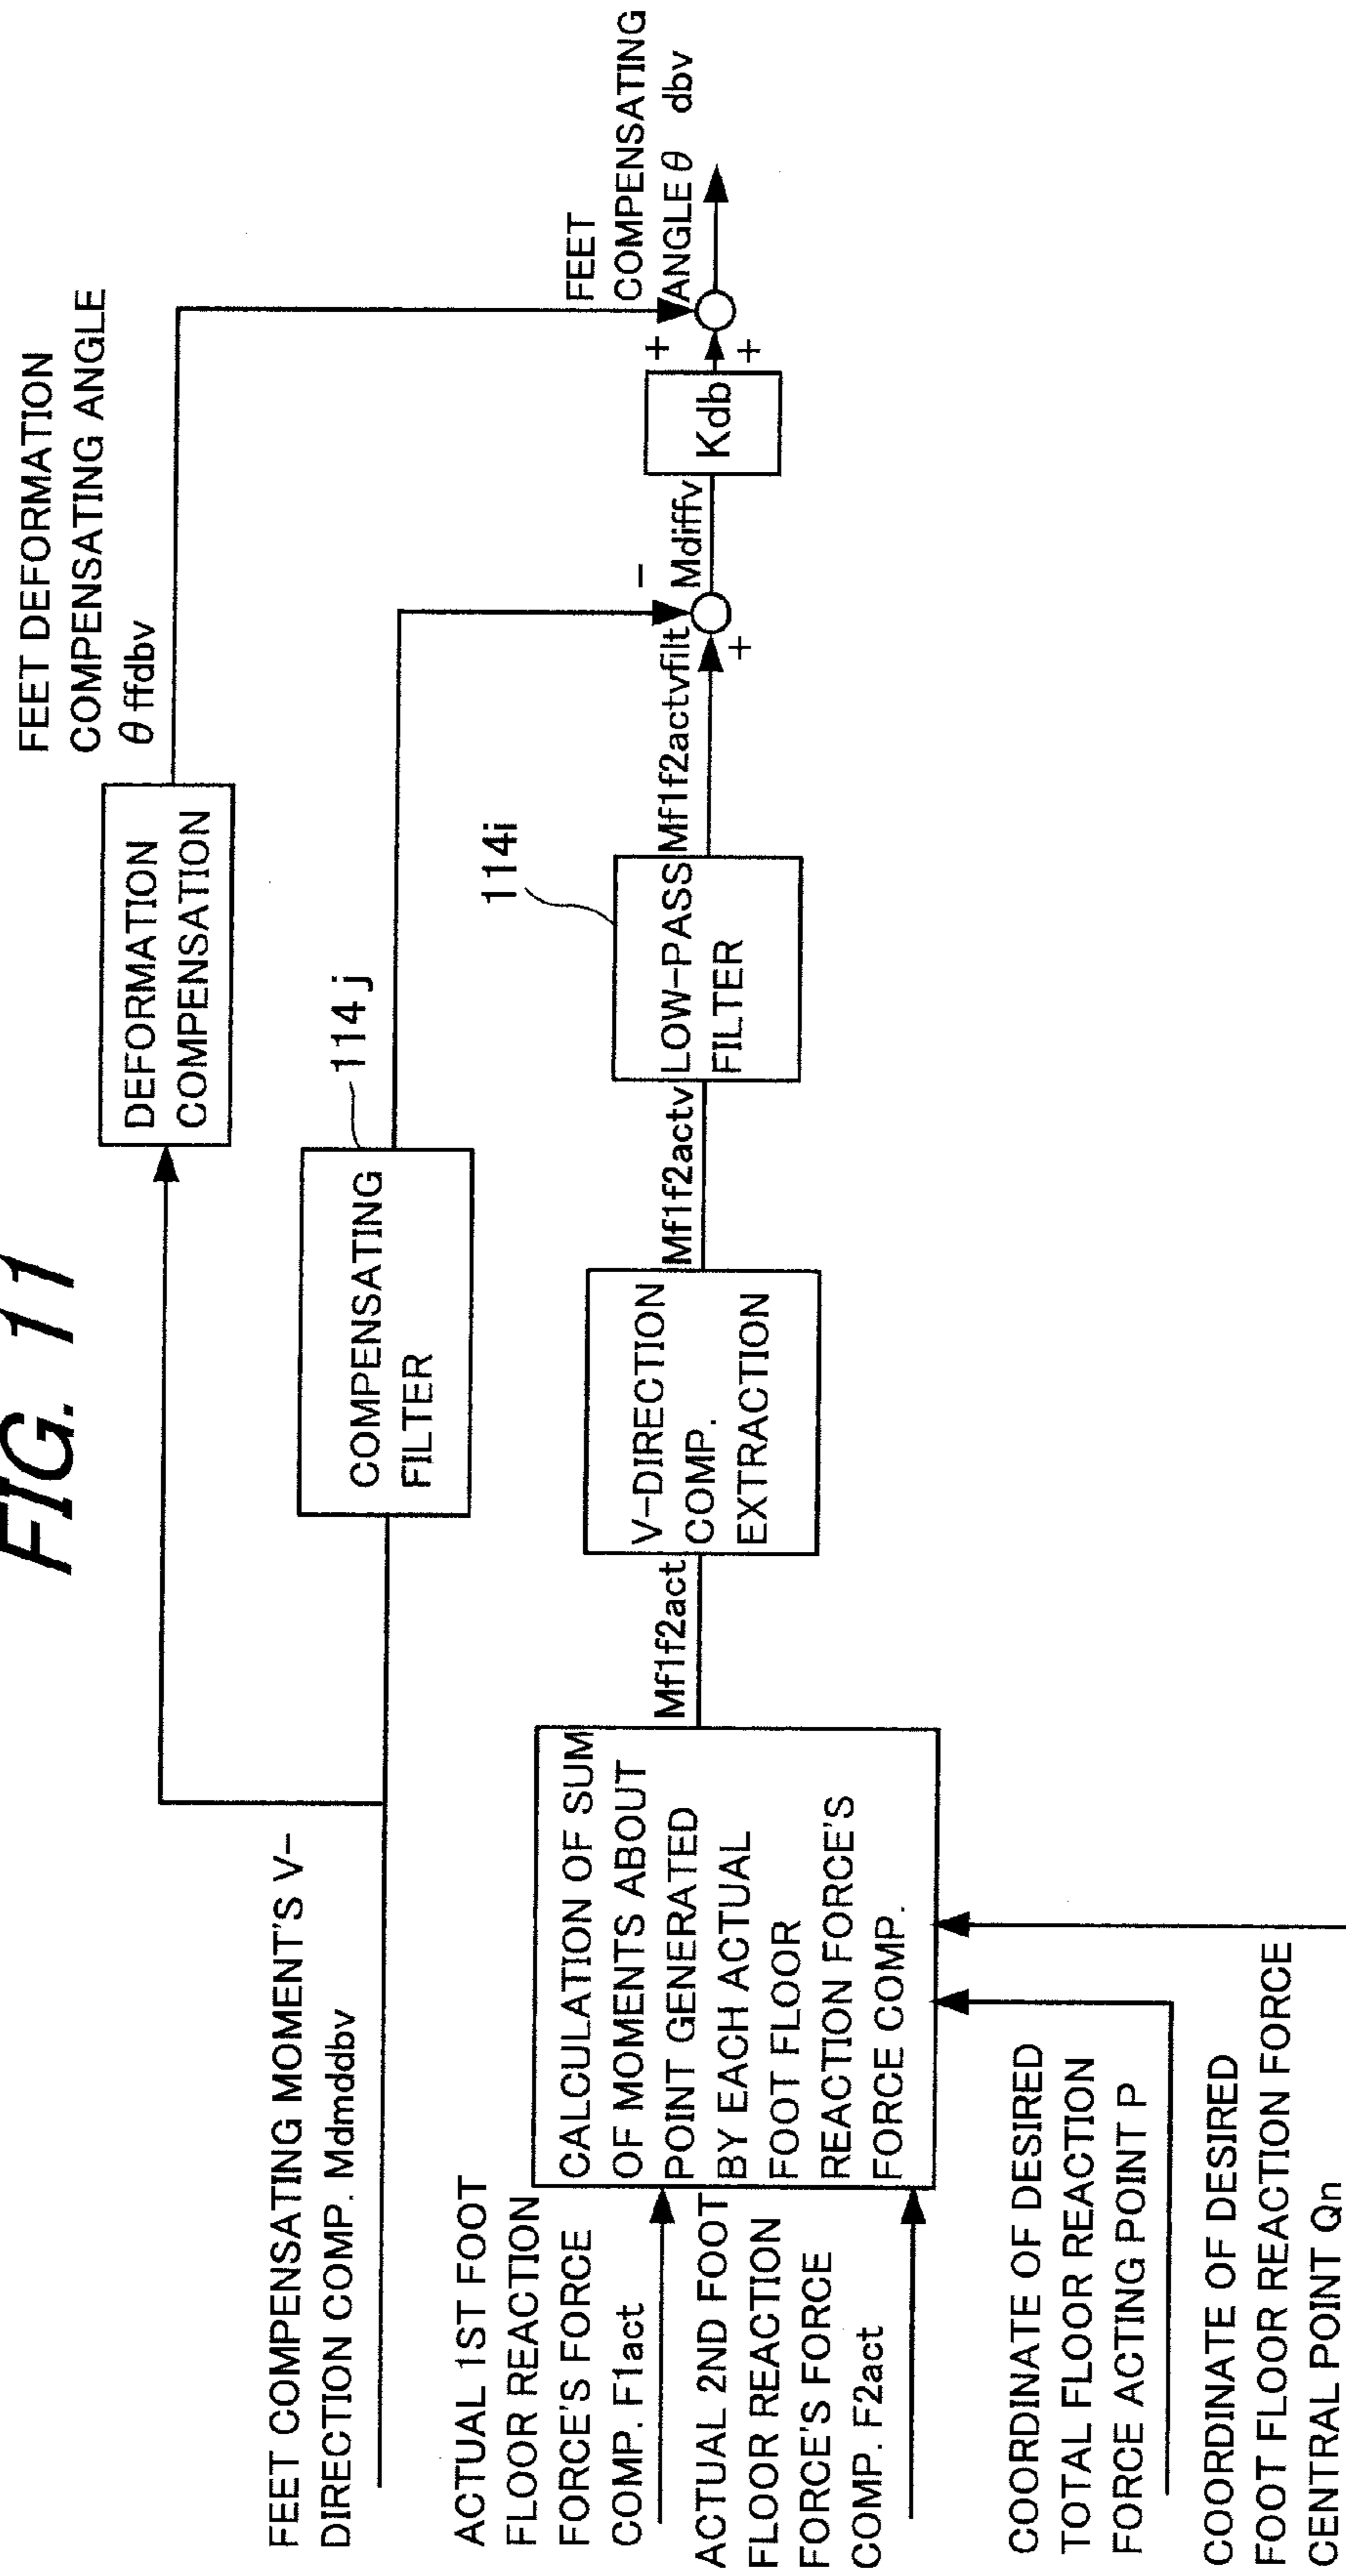 FIG. 11
FEET COMPENSATING MOMENT'S V-
DIRECTION COMP. Mdmddbv
DEFORMATION
COMPENSATION
FEET DEFORMATION
COMPENSATING ANGLE
θ ffdbv
COMPENSATING
FILTER
114 j
ACTUAL 1ST FOOT
FLOOR REACTION
FORCE'S FORCE
COMP. F1act
ACTUAL 2ND FOOT
FLOOR REACTION
FORCE'S FORCE
COMP. F2act
COORDINATE OF DESIRED
TOTAL FLOOR REACTION
FORCE ACTING POINT P
COORDINATE OF DESIRED
FOOT FLOOR REACTION FORCE
CENTRAL POINT Qn
CALCULATION OF SUM
OF MOMENTS ABOUT
POINT GENERATED
BY EACH ACTUAL
FOOT FLOOR
REACTION FORCE'S
FORCE COMP.
Mf1f2act
V-DIRECTION
COMP.
EXTRACTION
Mf1f2actv
LOW-PASS
FILTER
114i
Mf1f2actvfilt
-
+
Mdiffv
Kdb
+
+
FEET
COMPENSATING
ANGLE θ dbv